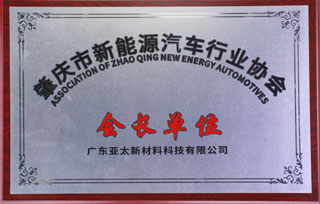 肇庆市新能源汽车行业协会
ASSOCIATION OF ZHAO QING NEW ENERGY AUTOMOTIVES
会长单位
广东亚太新材料科技有限公司